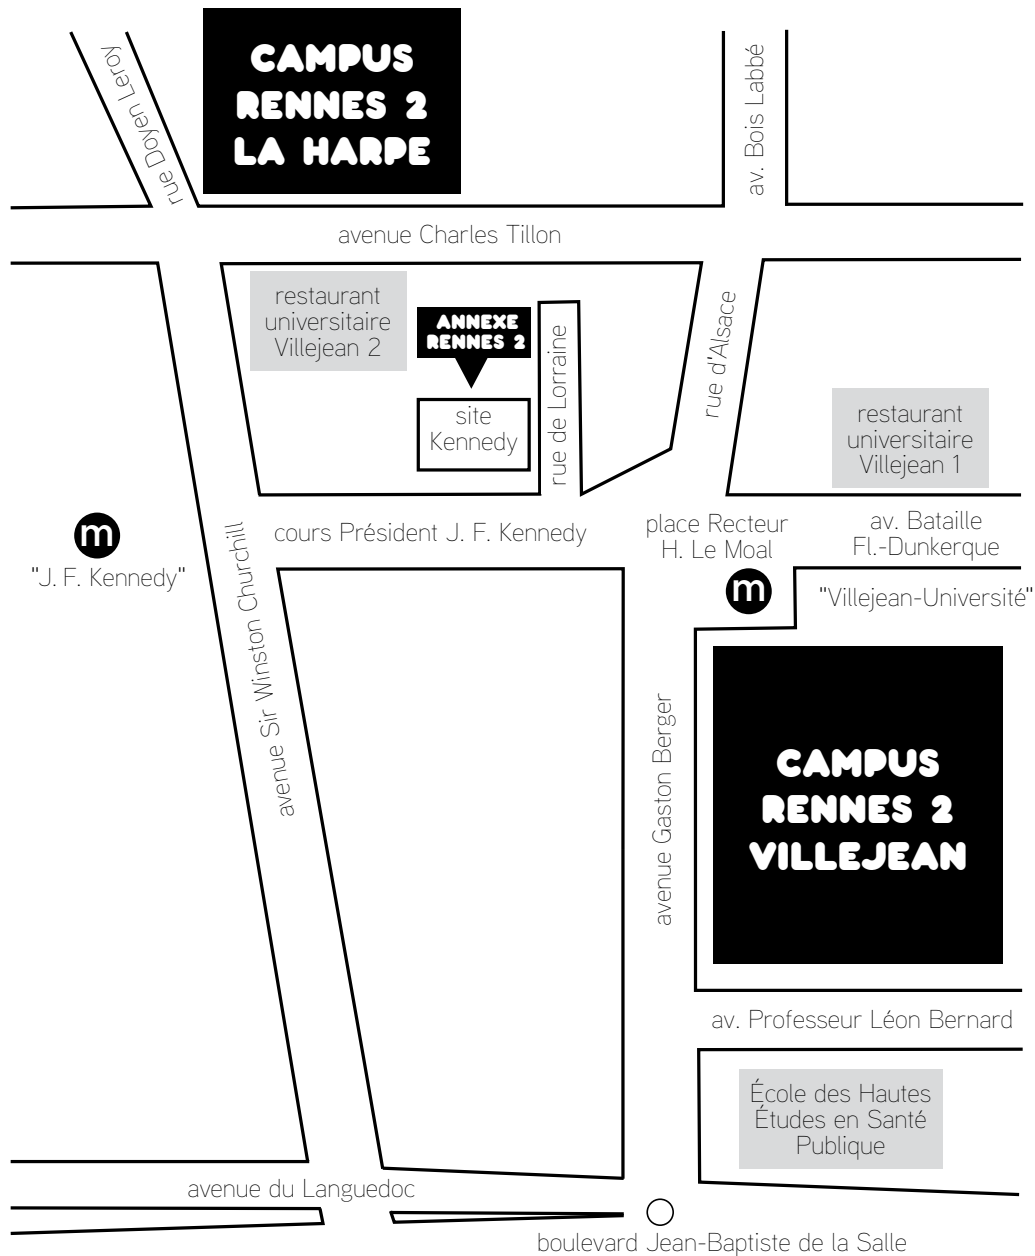 rue Doyen Leroy
CAMPUS
RENNES 2
LA HARPE
av. Bois Labbé
avenue Charles Tillon
restaurant
universitaire
Villejean 2
ANNEXE
RENNES 2
site
Kennedy
rue de Lorraine
rue d'Alsace
restaurant
universitaire
Villejean 1
m
"J. F. Kennedy"
avenue Sir Winston Churchill
cours Président J. F. Kennedy
place Recteur
H. Le Moal
av. Bataille
Fl.-Dunkerque
m
"Villejean-Université"
avenue Gaston Berger
CAMPUS
RENNES 2
VILLEJEAN
av. Professeur Léon Bernard
École des Hautes
Études en Santé
Publique
avenue du Languedoc
boulevard Jean-Baptiste de la Salle